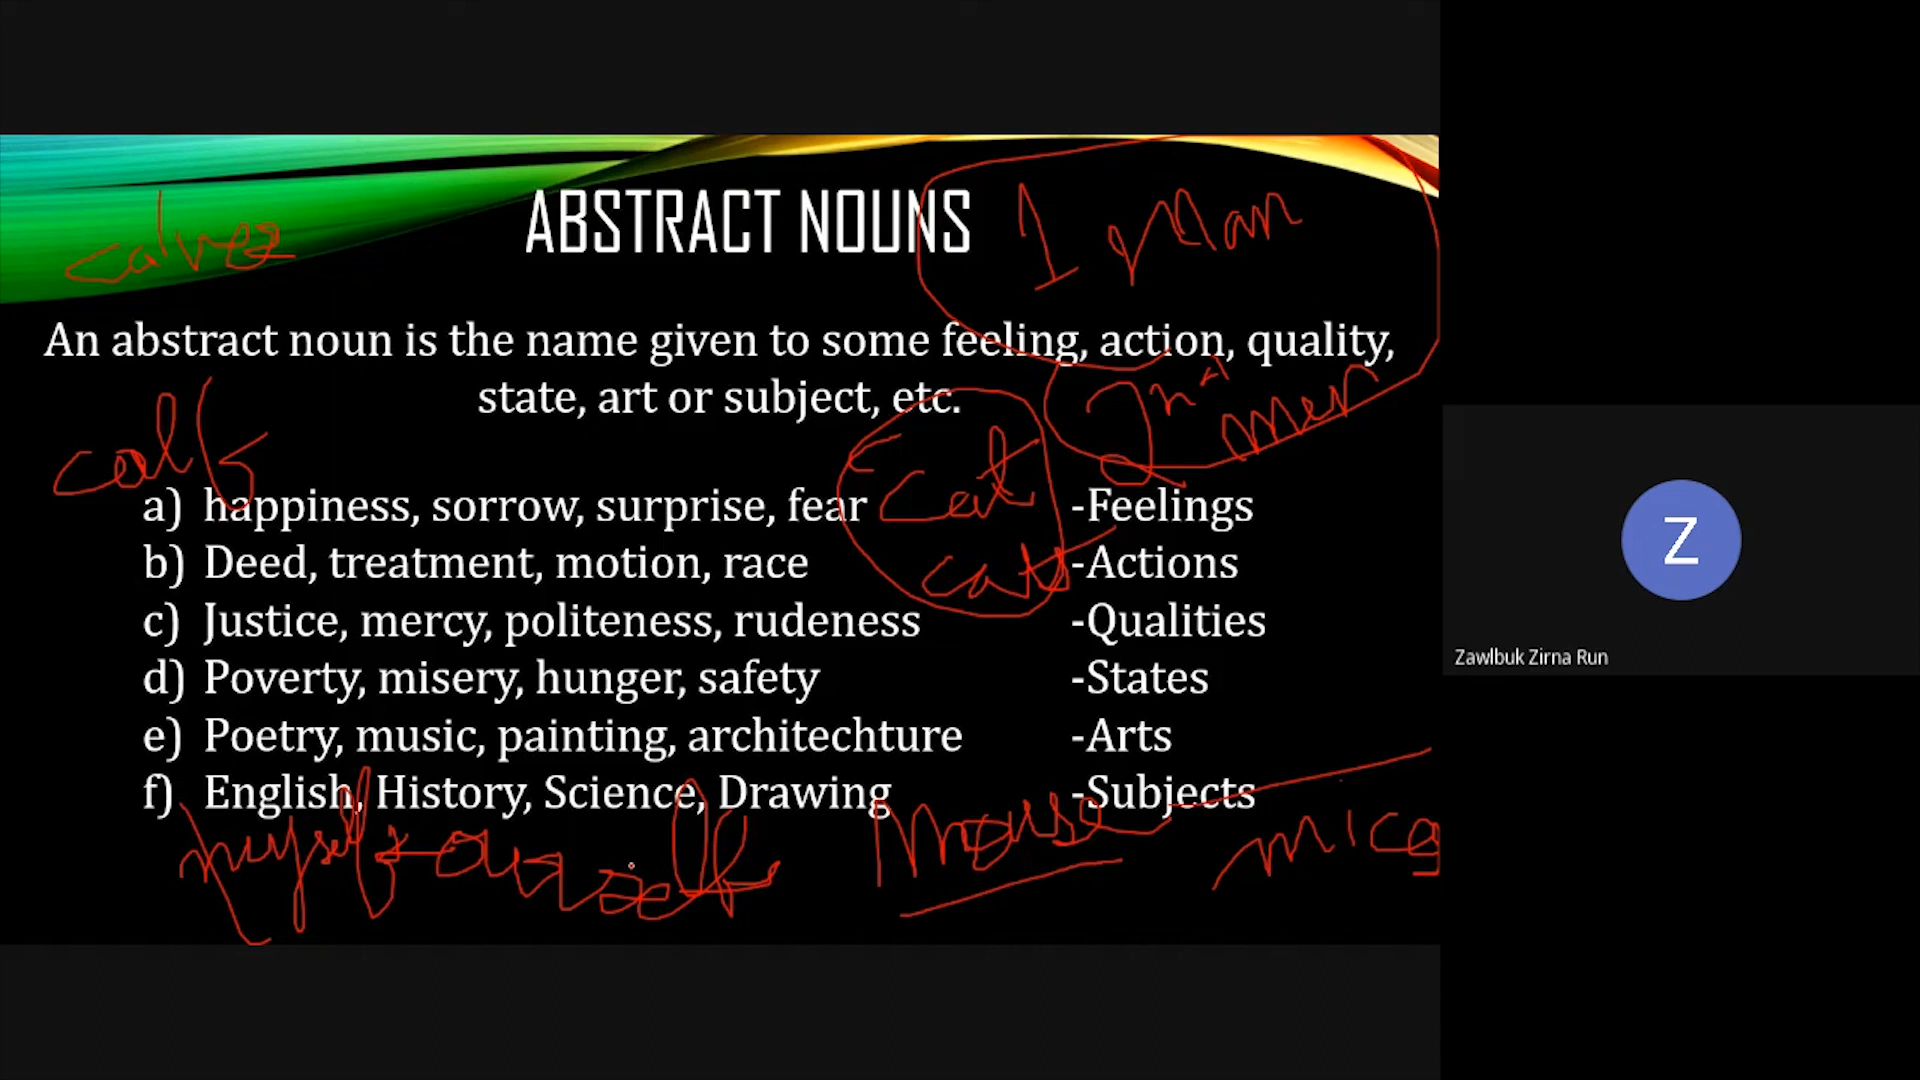 ABSTRACT NOUNS
1 Man
calves
An abstract noun is the name given to some feeling, action, quality,
state, art or subject, etc.
men
calf
Cat
a) happiness, sorrow, surprise, fear -Feelings
b) Deed, treatment, motion, race -Actions
cats
c) Justice, mercy, politeness, rudeness -Qualities
d) Poverty, misery, hunger, safety -States
e) Poetry, music, painting, architechture -Arts
f) English, History, Science, Drawing -Subjects
myself Mouse mice
Z
Zawlbuk Zirna Run